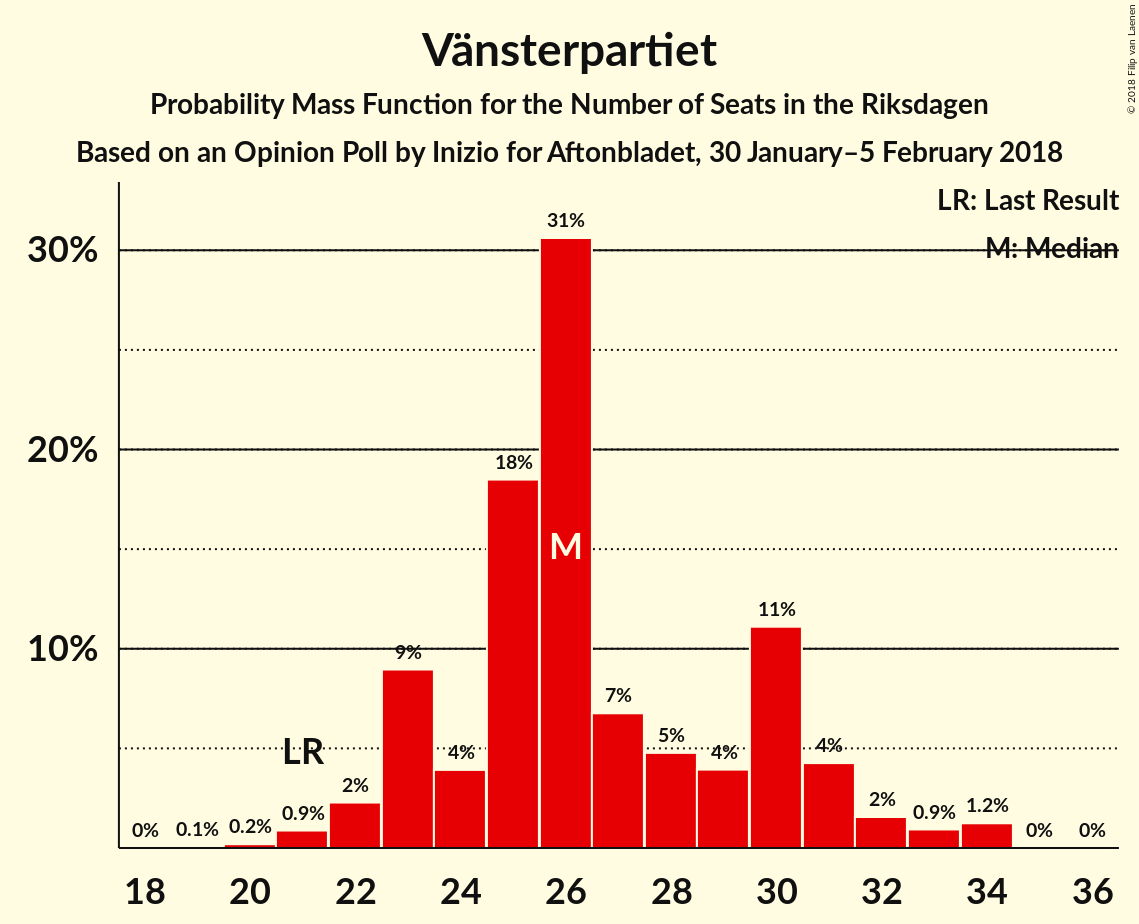 Vänsterpartiet
Probability Mass Function for the Number of Seats in the Riksdagen
Based on an Opinion Poll by Inizio for Aftonbladet, 30 January–5 February 2018
© 2018 Filip van Laenen
LR: Last Result
M: Median
30%
20%
10%
0%
0.1%
0.2%
0.9%
LR
2%
9%
4%
18%
31%
M
7%
5%
4%
11%
4%
2%
0.9%
1.2%
0%
0%
18 20 22 24 26 28 30 32 34 36